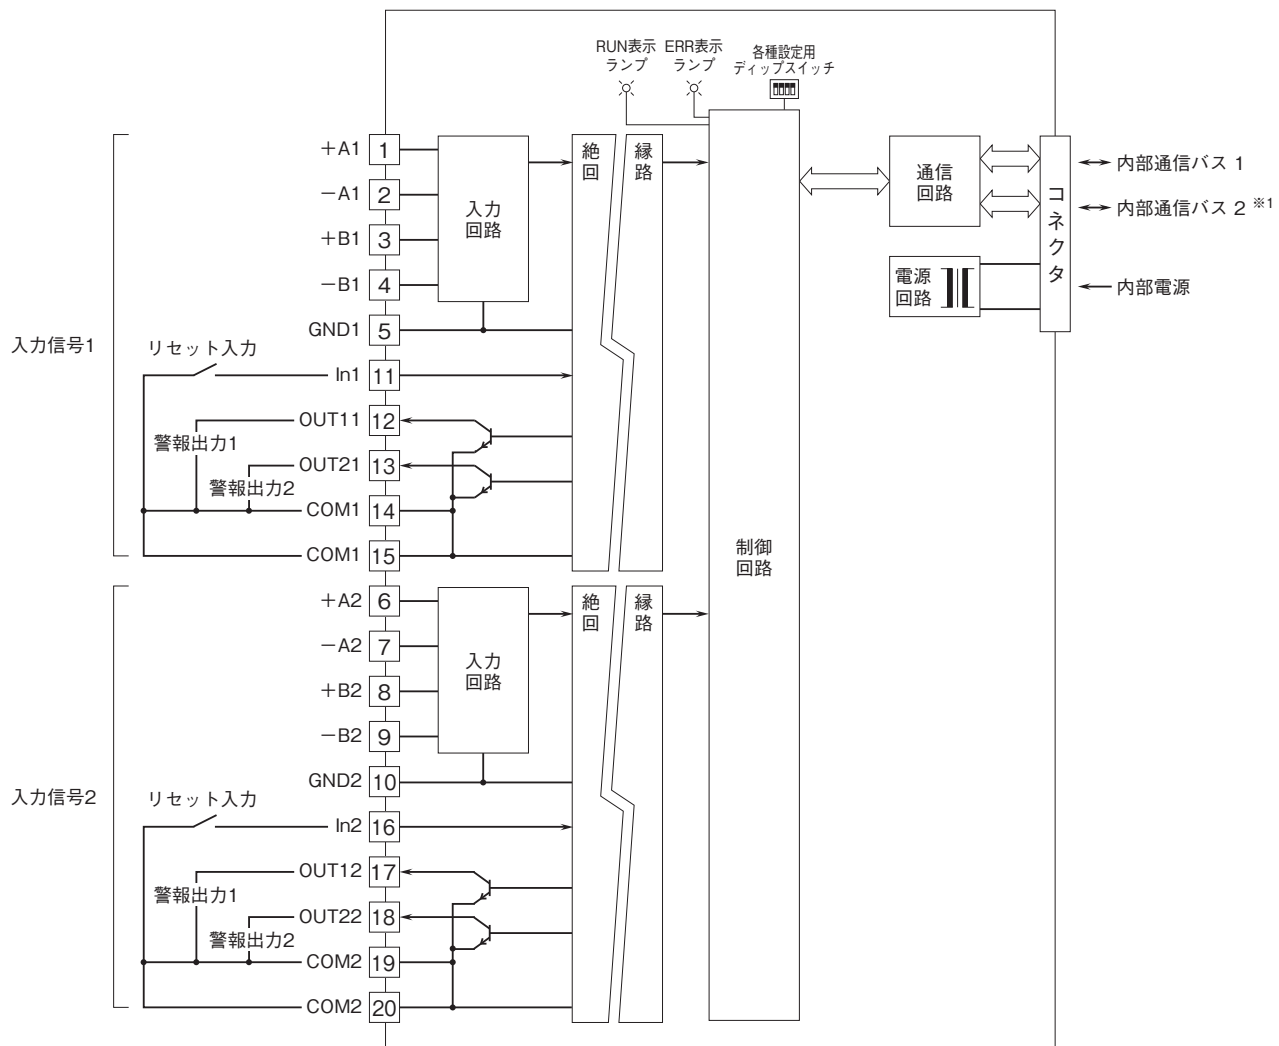 RUN表示
ランプ
ERR表示
ランプ
各種設定用
ディップスイッチ
入力信号1
+A1 1
−A1 2
+B1 3
−B1 4
GND1 5
リセット入力
In1 11
OUT11 12
警報出力1
OUT21 13
警報出力2
COM1 14
COM1 15
入力
回路
絶 縁
回 路
制御
回路
通信
回路
電源
回路
コネクタ
内部通信バス 1
内部通信バス 2 ※1
内部電源
入力信号2
+A2 6
−A2 7
+B2 8
−B2 9
GND2 10
リセット入力
In2 16
OUT12 17
警報出力1
OUT22 18
警報出力2
COM2 19
COM2 20
入力
回路
絶 縁
回 路